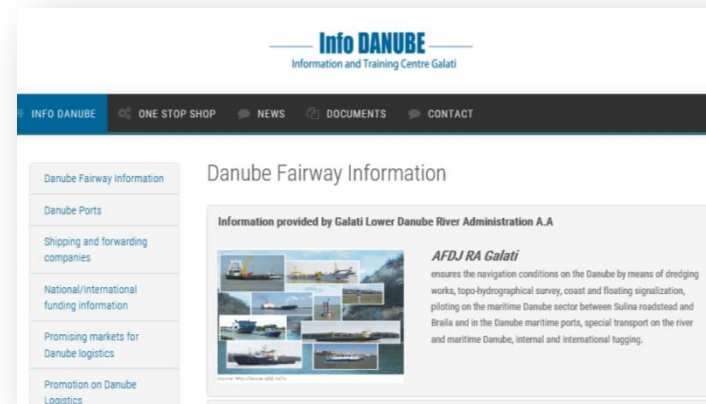 Info DANUBE
Information and Training Centre Galati
INFO DANUBE
ONE STOP SHOP
NEWS
DOCUMENTS
CONTACT
Danube Fairway Information
Danube Ports
Shipping and forwarding
companies
National/International
funding information
Promising markets for
Danube logistics
Promotion on Danube
Logistics
Danube Fairway Information
Information provided by Galati Lower Danube River Administration A.A
AFDJ RA Galati
ensures the navigation conditions on the Danube by means of dredging
works, topo-hydrographical survey, coast and floating signalization,
piloting on the maritime Danube sector between Sulina roadstead and
Braila and in the Danube maritime ports, special transport on the river
and maritime Danube, internal and international tugging.